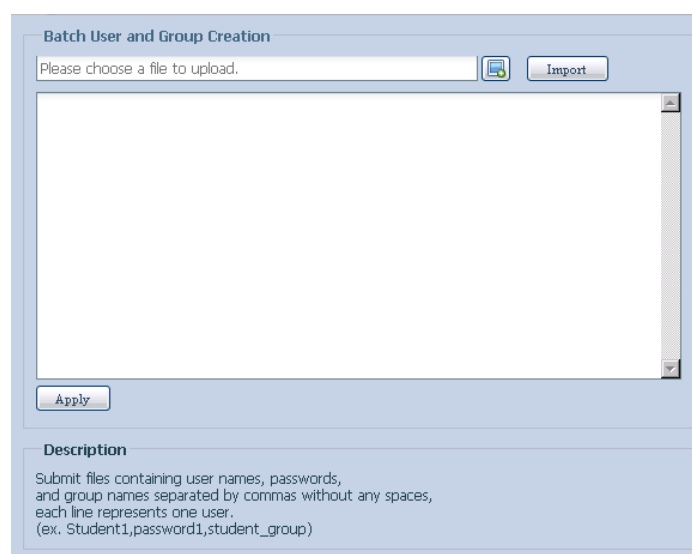 Batch User and Group Creation
Please choose a file to upload.
Import
Apply
Description
Submit files containing user names, passwords,
and group names separated by commas without any spaces,
each line represents one user.
(ex. Student1,password1,student_group)